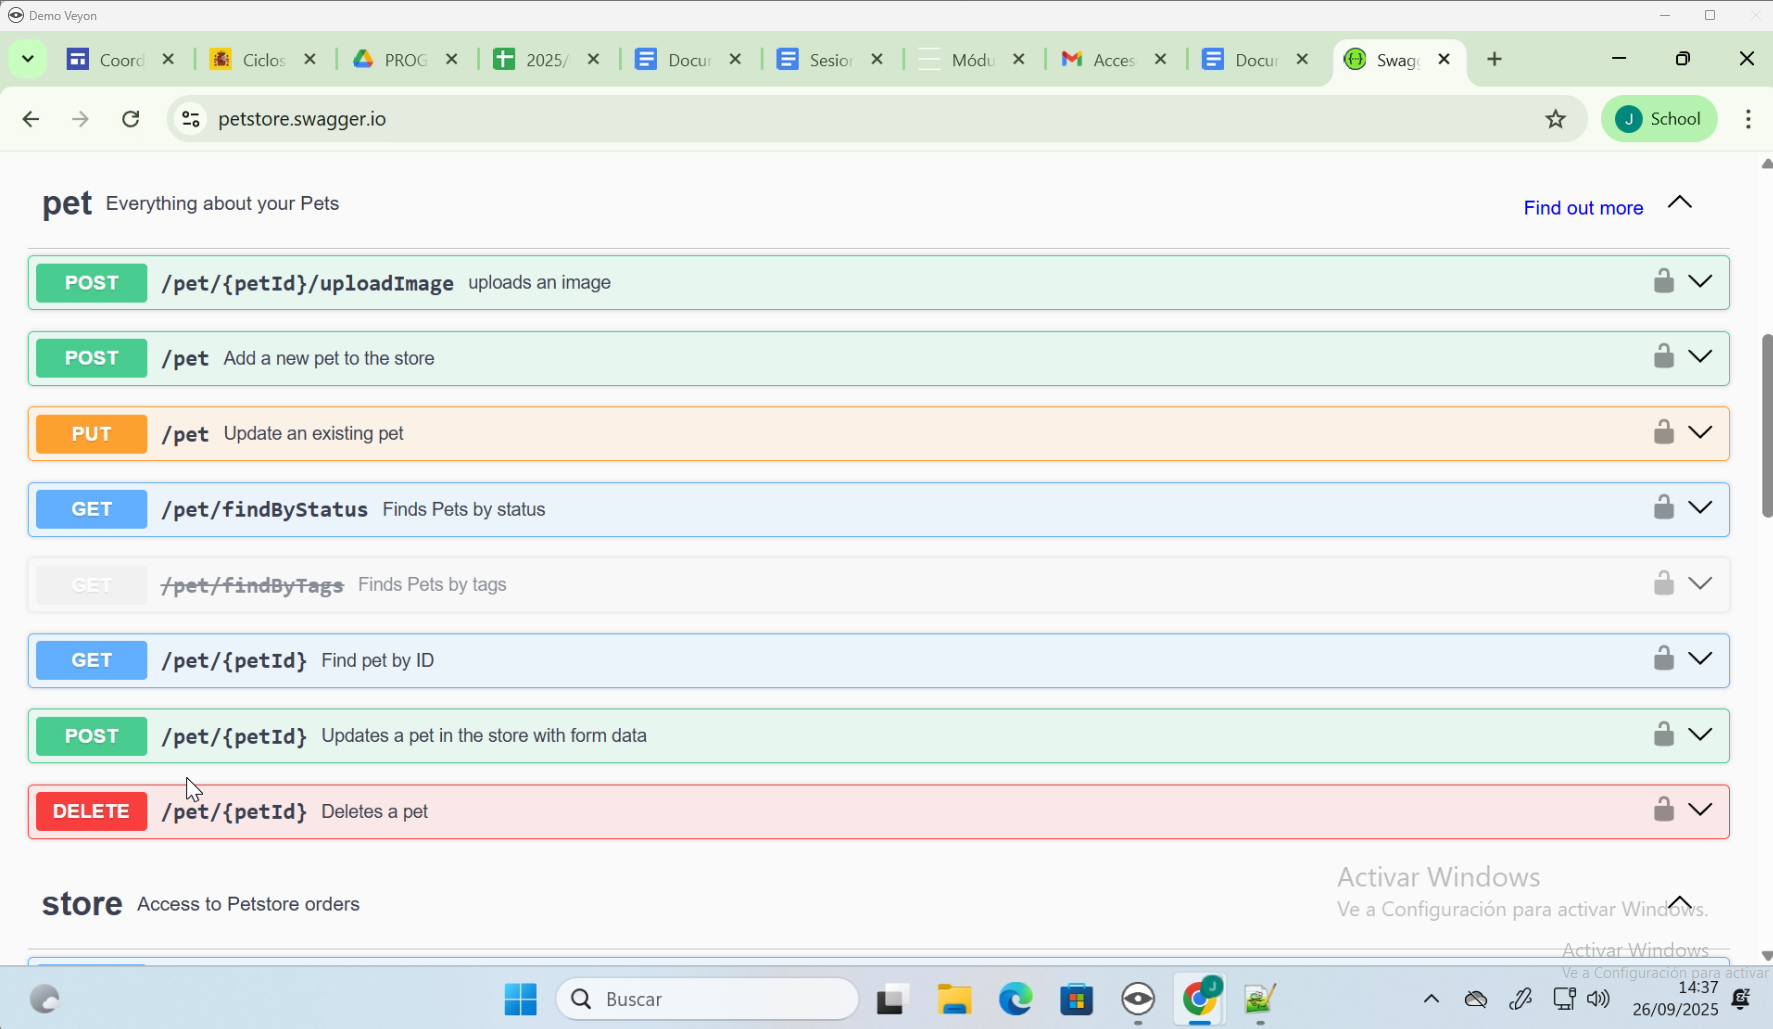 Demo Veyon
Coord
Ciclos
PROG
2025/
Docur
Sesion
Módu
Acces
Docur
Swag
petstore.swagger.io
J School
pet Everything about your Pets
Find out more
POST /pet/{petId}/uploadImage uploads an image
POST /pet Add a new pet to the store
PUT /pet Update an existing pet
GET /pet/findByStatus Finds Pets by status
GET /pet/findByTags Finds Pets by tags
GET /pet/{petId} Find pet by ID
POST /pet/{petId} Updates a pet in the store with form data
DELETE /pet/{petId} Deletes a pet
store Access to Petstore orders
Activar Windows
Ve a Configuración para activar Windows.
Activar Windows
Ve a Configuración para activar
Buscar
J
14:37
26/09/2025